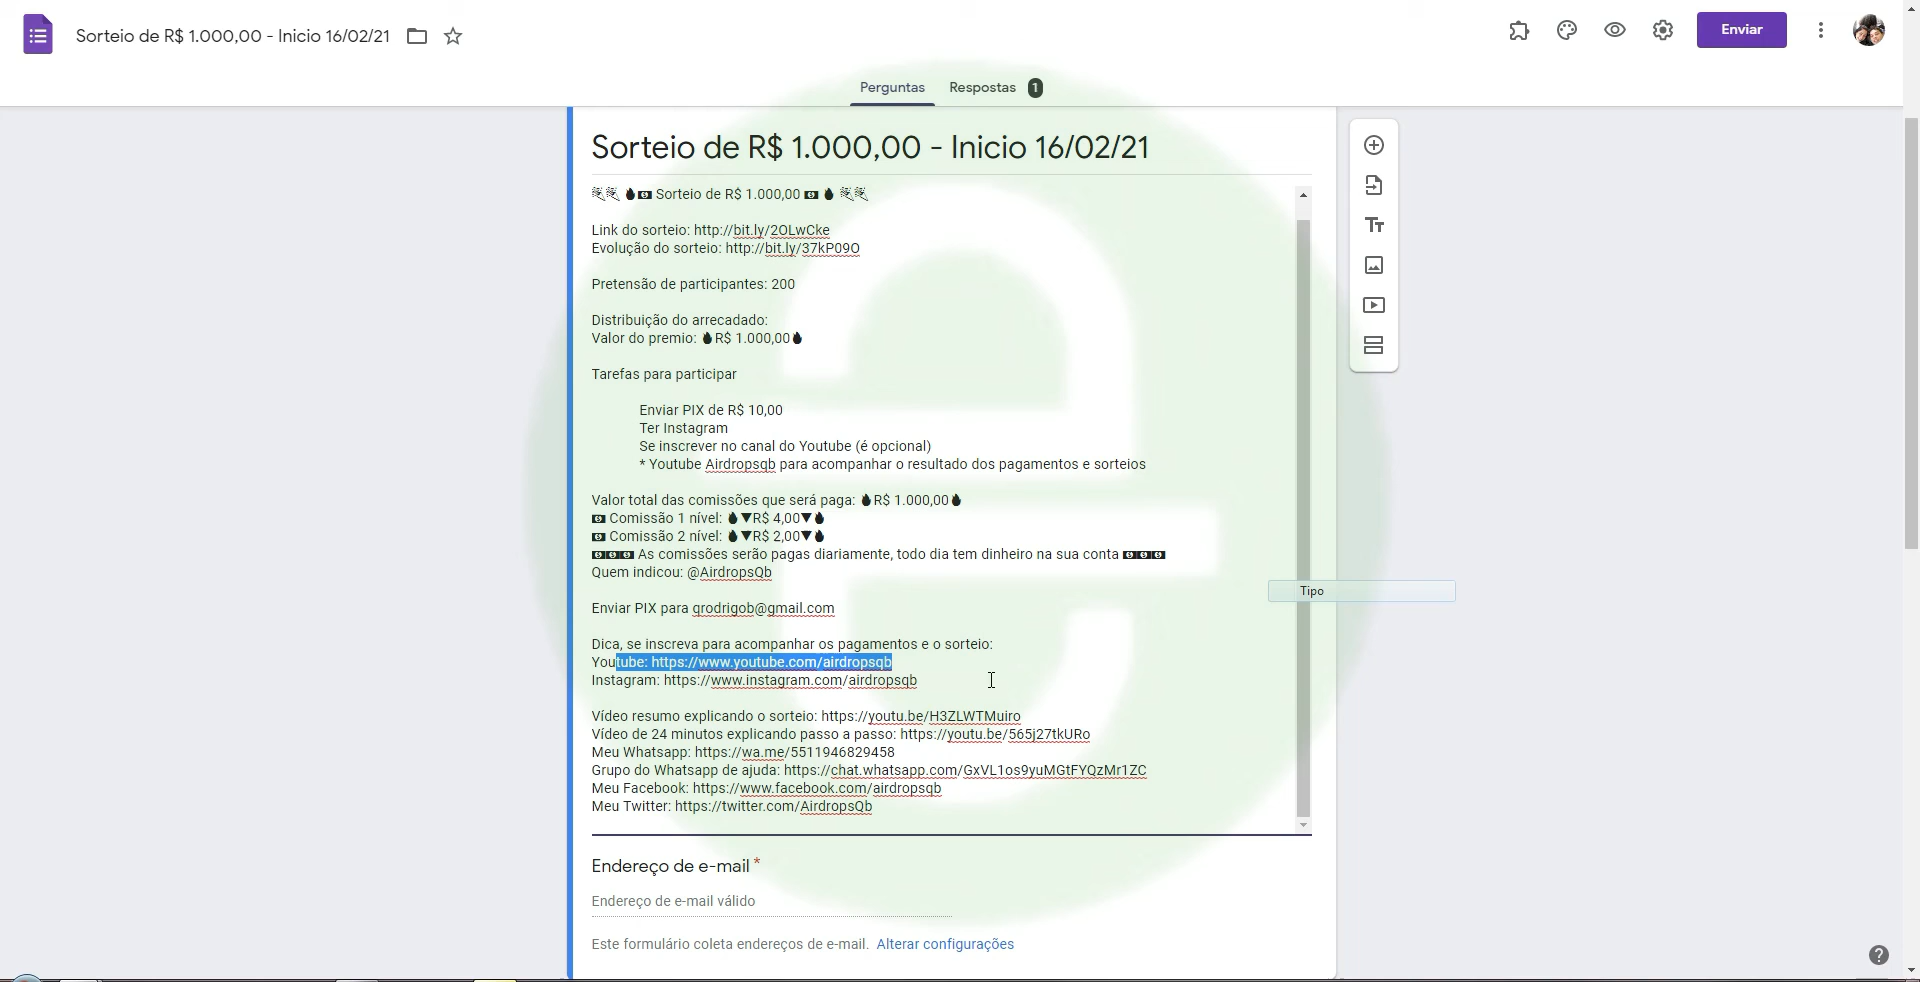 Sorteio de R$ 1.000,00 - Inicio 16/02/21
Enviar
Perguntas
Respostas 1
Sorteio de R$ 1.000,00 - Inicio 16/02/21
Sorteio de R$ 1.000,00
Link do sorteio: http://bit.ly/2OLwCke
Evolução do sorteio: http://bit.ly/37kP09O
Pretensão de participantes: 200
Distribuição do arrecadado:
Valor do premio: R$ 1.000,00
Tarefas para participar
Enviar PIX de R$ 10,00
Ter Instagram
Se inscrever no canal do Youtube (é opcional)
* Youtube Airdropsqb para acompanhar o resultado dos pagamentos e sorteios
Valor total das comissões que será paga: R$ 1.000,00
Comissão 1 nível: ▼R$ 4,00▼
Comissão 2 nível: ▼R$ 2,00▼
As comissões serão pagas diariamente, todo dia tem dinheiro na sua conta
Quem indicou: @AirdropsQb
Tipo
Enviar PIX para qrodrigob@gmail.com
Dica, se inscreva para acompanhar os pagamentos e o sorteio:
Youtube: https://www.youtube.com/airdropsqb
Instagram: https://www.instagram.com/airdropsqb
Vídeo resumo explicando o sorteio: https://youtu.be/H3ZLWTMuiro
Vídeo de 24 minutos explicando passo a passo: https://youtu.be/565j27tkURo
Meu Whatsapp: https://wa.me/5511946829458
Grupo do Whatsapp de ajuda: https://chat.whatsapp.com/GxVL1os9yuMGtFYQzMr1ZC
Meu Facebook: https://www.facebook.com/airdropsqb
Meu Twitter: https://twitter.com/AirdropsQb
Endereço de e-mail *
Endereço de e-mail válido
Este formulário coleta endereços de e-mail. Alterar configurações